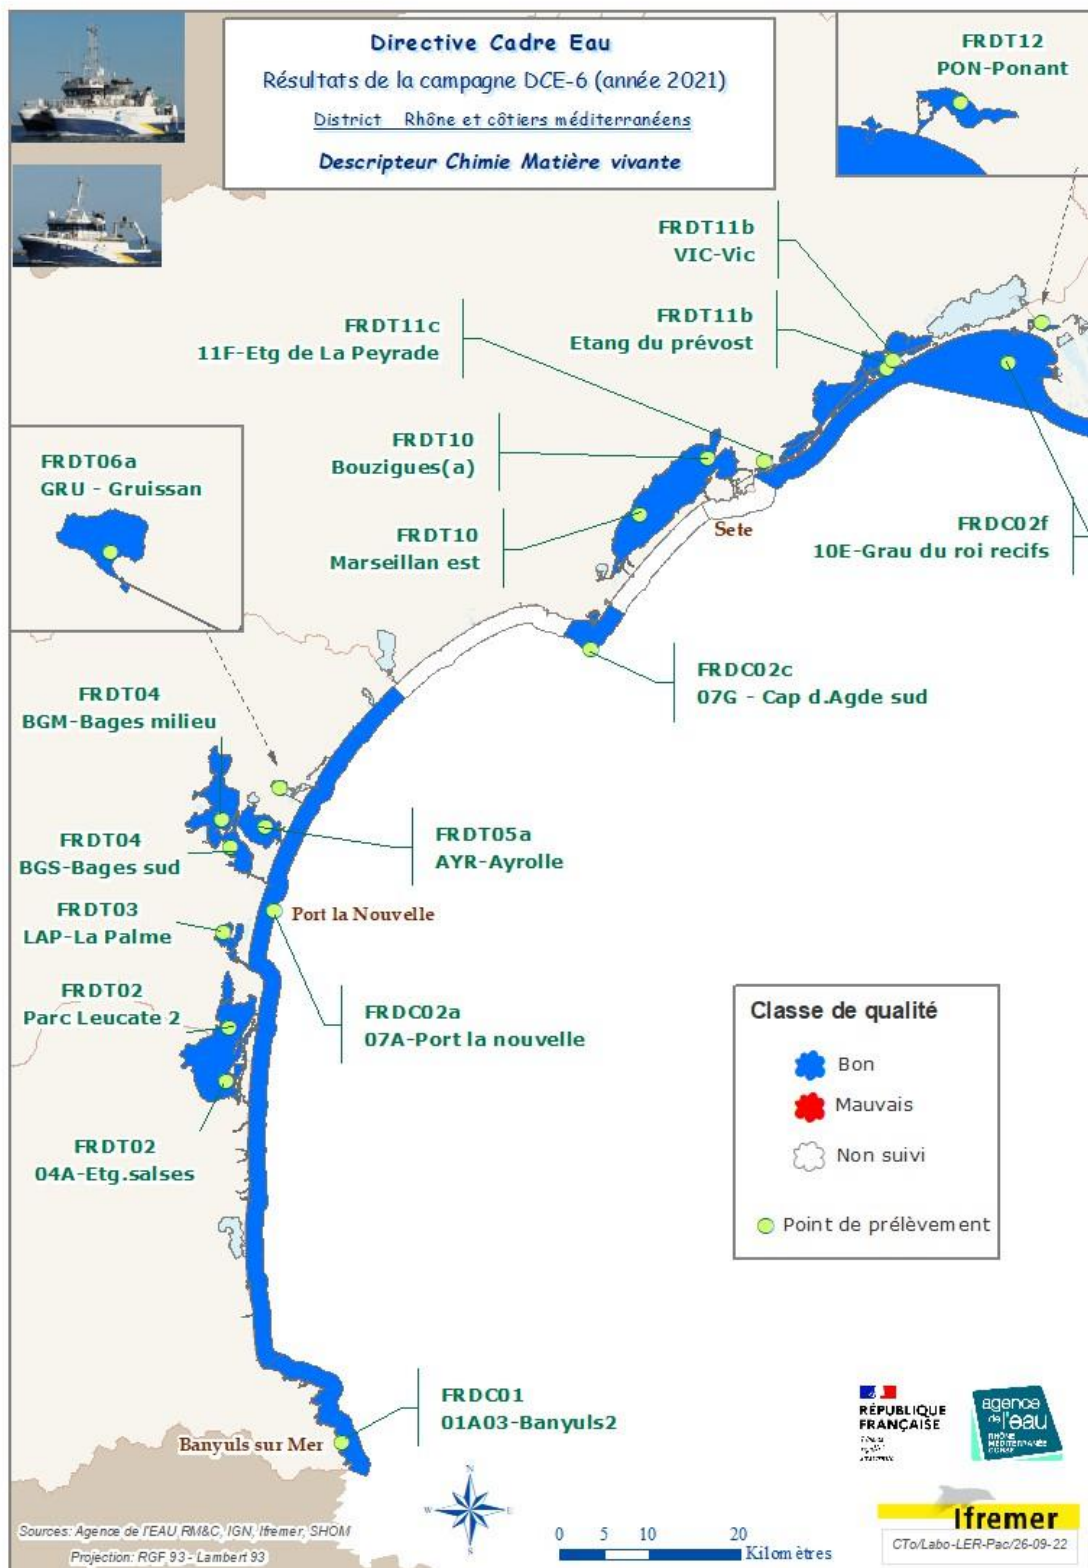 Directive Cadre Eau
Résultats de la campagne DCE-6 (année 2021)
District Rhône et côtiers méditerranéens
Descripteur Chimie Matière vivante
FRDT12
PON-Ponant
FRDT11b
VIC-Vic
FRDT11c
11F-Etg de La Peyrade
FRDT11b
Etang du prévost
FRDT10
Bouzigues(a)
FRDT06a
GRU - Gruissan
FRDT10
Marseillan est
Sete
FRDC02f
10E-Grau du roi recifs
FRDC02c
07G - Cap d.Agde sud
FRDT04
BGM-Bages milieu
FRDT04
BGS-Bages sud
FRDT05a
AYR-Ayrolle
FRDT03
LAP-La Palme
Port la Nouvelle
FRDT02
Parc Leucate 2
FRDC02a
07A-Port la nouvelle
FRDT02
04A-Etg.salses
Classe de qualité
Bon
Mauvais
Non suivi
Point de prélèvement
FRDC01
01A03-Banyuls2
Banyuls sur Mer
RÉPUBLIQUE
FRANÇAISE
agence
de l'eau
RHÔNE
MÉDITERRANÉE
CORSE
N
W
E
S
0 5 10 20
Kilomètres
Sources: Agence de l'EAU RM&C, IGN, Ifremer, SHOM
Projection: RGF 93 - Lambert 93
Ifremer
CTo/Labo-LER-Pac/26-09-22